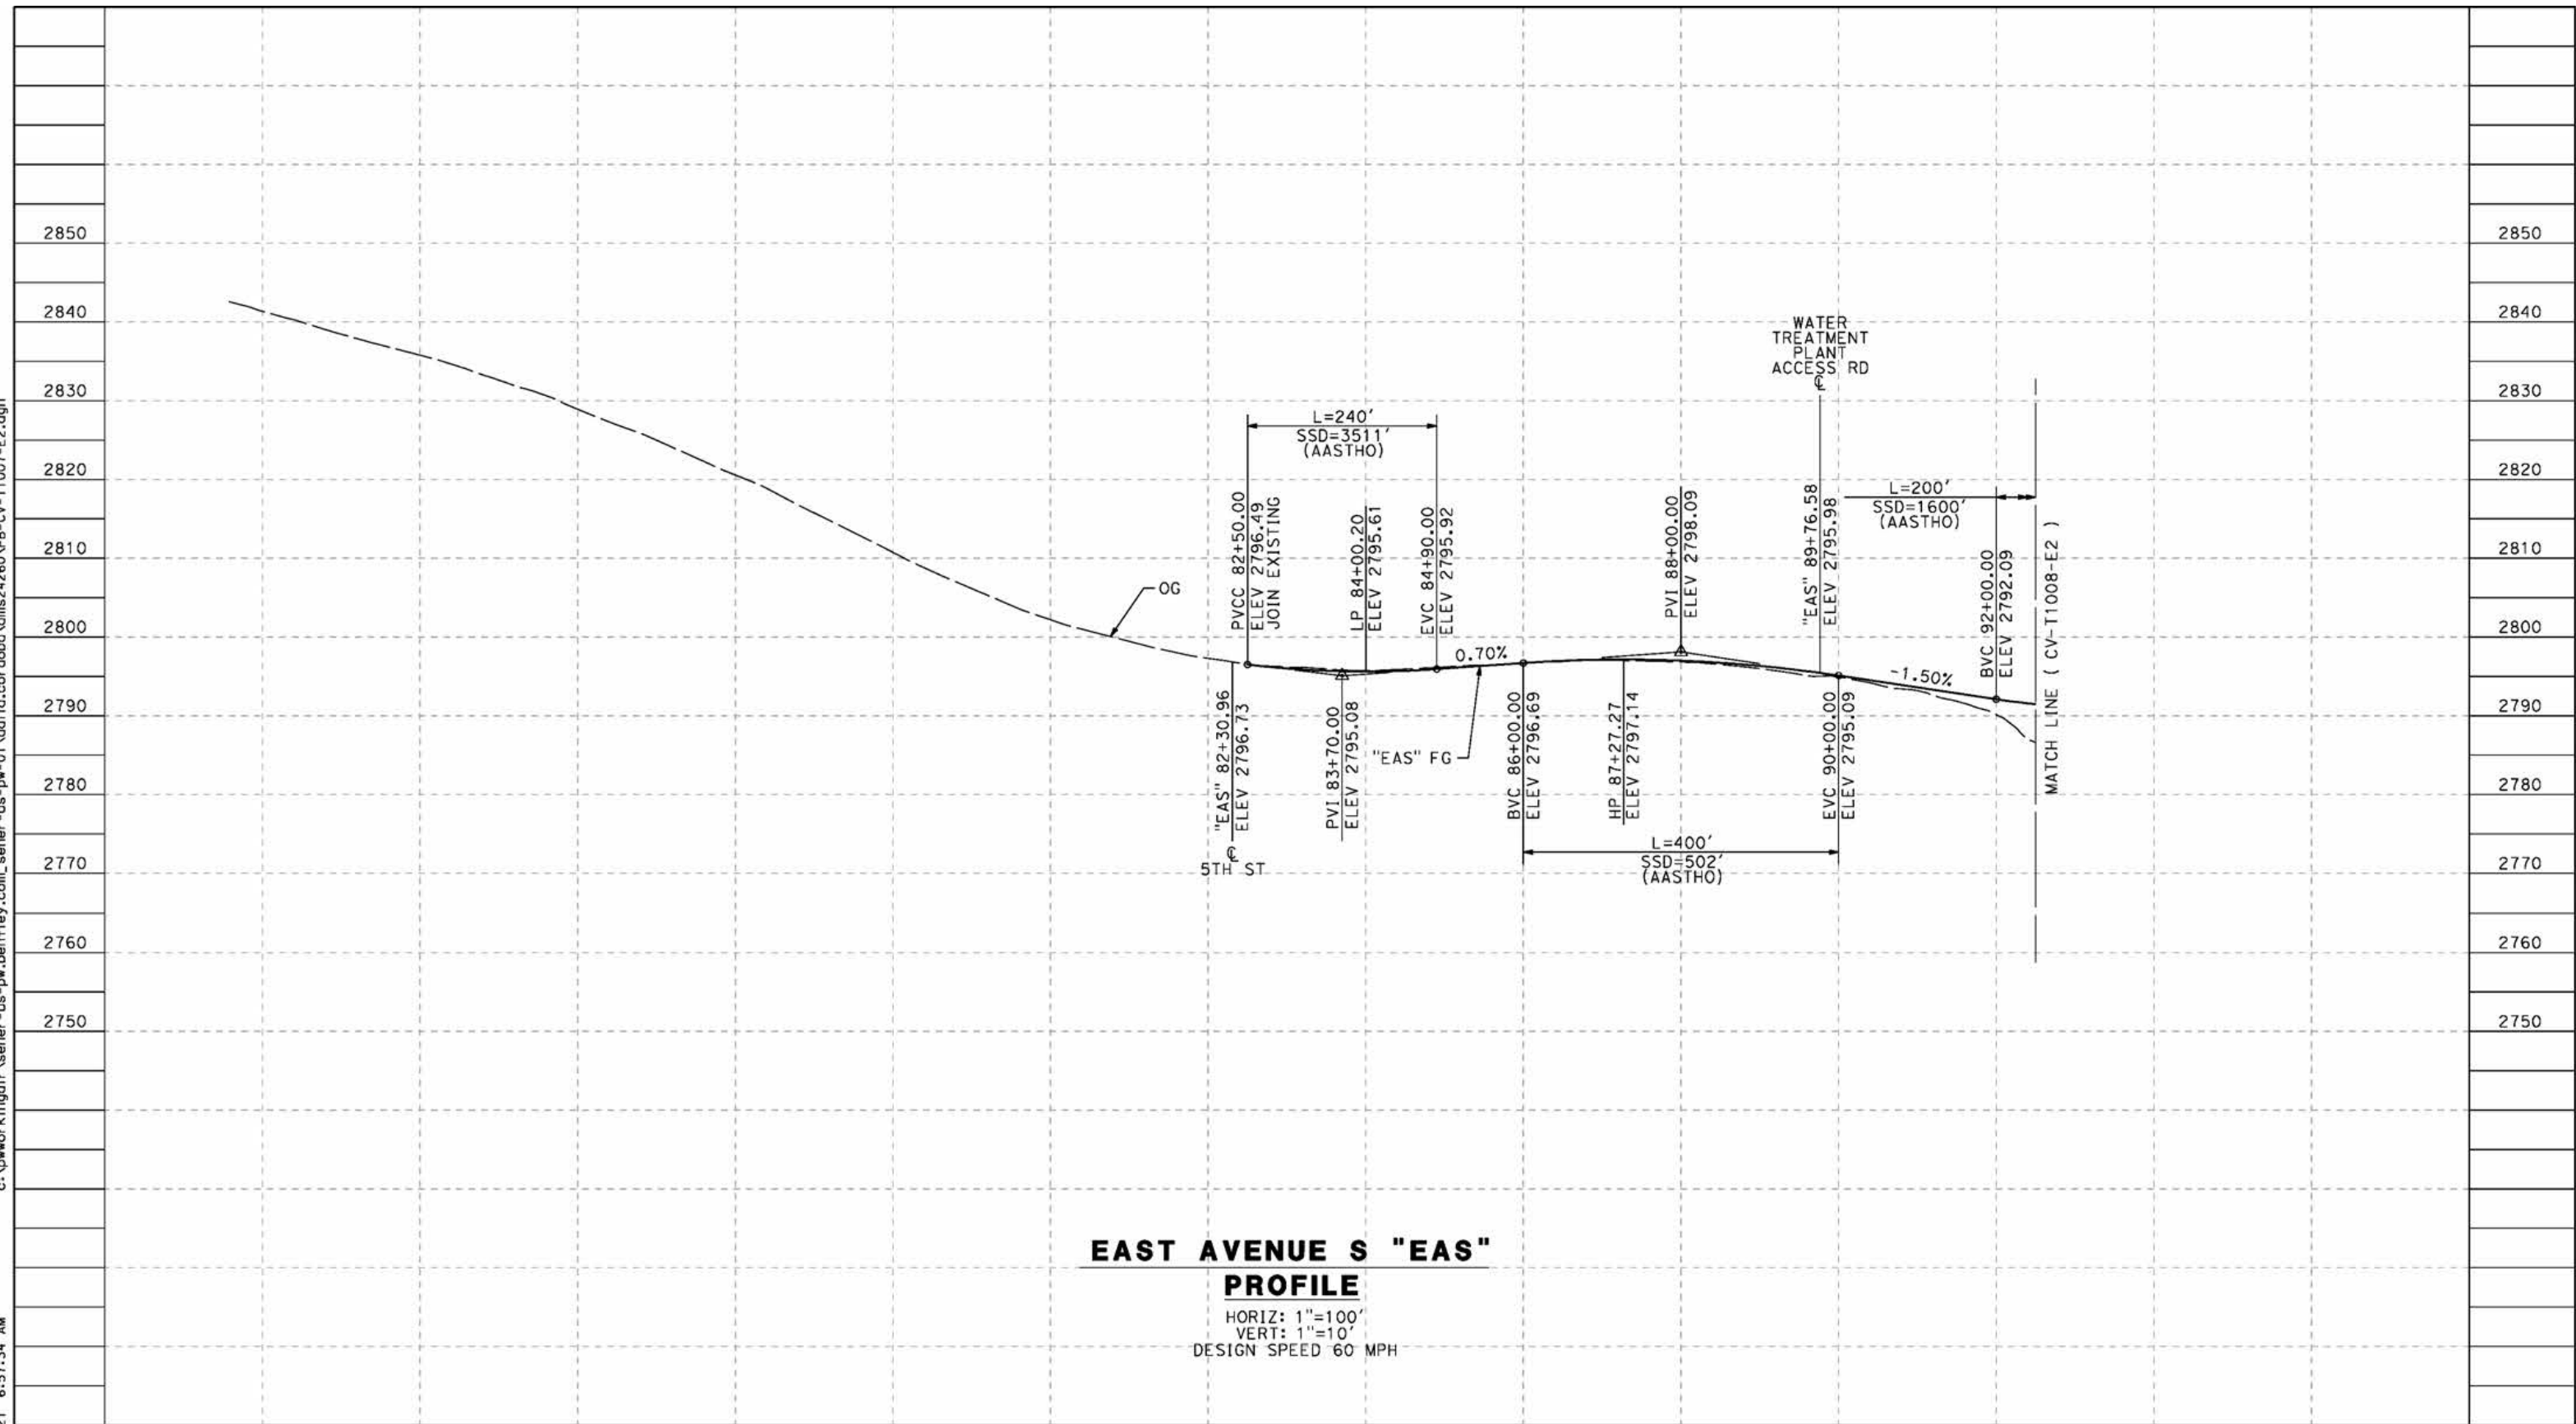 2850
2840
2830
2820
2810
2800
2790
2780
2770
2760
2750
OG
L=240'
SSD=3511'
(AASTHO)
PVCC 82+50.00
ELEV 2796.49
JOIN EXISTING
LP 84+00.20
ELEV 2795.61
EVC 84+90.00
ELEV 2795.92
0.70%
"EAS" 82+30.96
ELEV 2796.73
℄
5TH ST
PVI 83+70.00
ELEV 2795.08
"EAS" FG
BVC 86+00.00
ELEV 2796.69
HP 87+27.27
ELEV 2797.14
L=400'
SSD=502'
(AASTHO)
PVI 88+00.00
ELEV 2798.09
WATER
TREATMENT
PLANT
ACCESS RD
℄
"EAS" 89+76.58
ELEV 2795.98
EVC 90+00.00
ELEV 2795.09
-1.50%
L=200'
SSD=1600'
(AASTHO)
BVC 92+00.00
ELEV 2792.09
MATCH LINE ( CV-T1008-E2 )
2850
2840
2830
2820
2810
2800
2790
2780
2770
2760
2750
EAST AVENUE S "EAS"
PROFILE
HORIZ: 1"=100'
VERT: 1"=10'
DESIGN SPEED 60 MPH
6:57:34 AM